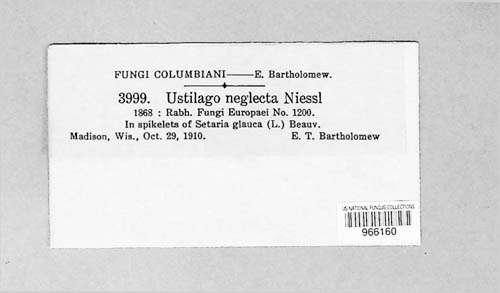 FUNGI COLUMBIANI—E. Bartholomew.
3999. Ustilago neglecta Niessl
1868 : Rabh. Fungi Europaei No. 1200.
In spikelets of Setaria glauca (L.) Beauv.
Madison, Wis., Oct. 29, 1910. E. T. Bartholomew
US NATIONAL FUNGUS COLLECTIONS
966160